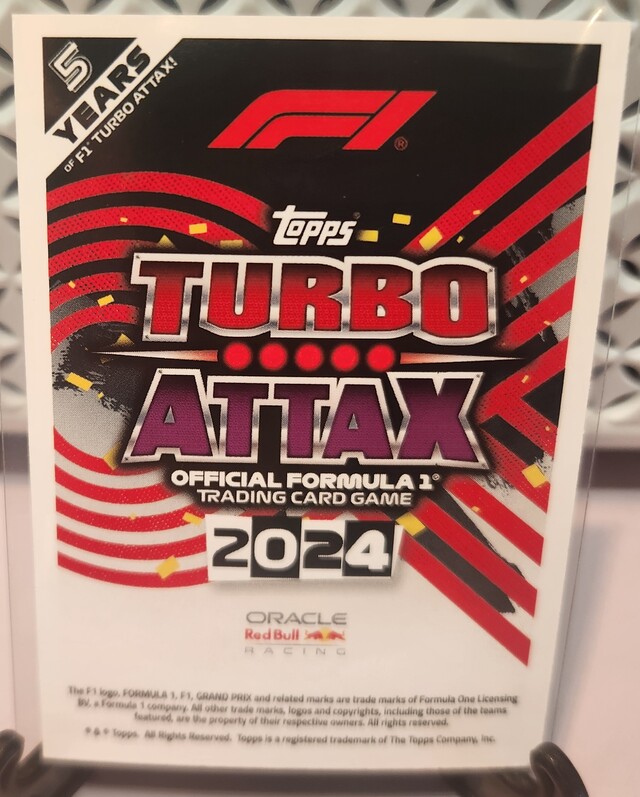 5
YEARS
OF F1® TURBO ATTAX!
F1®
Topps®
TURBO
ATTAX®
OFFICIAL FORMULA 1®
TRADING CARD GAME
2024
ORACLE
Red Bull
RACING
The F1 logo, FORMULA 1, F1, GRAND PRIX and related marks are trade marks of Formula One Licensing
BV, a Formula 1 company. All other trade marks, logos and copyrights, including those of the teams
featured, are the property of their respective owners. All rights reserved.
® & © Topps. All Rights Reserved. Topps is a registered trademark of The Topps Company, Inc.